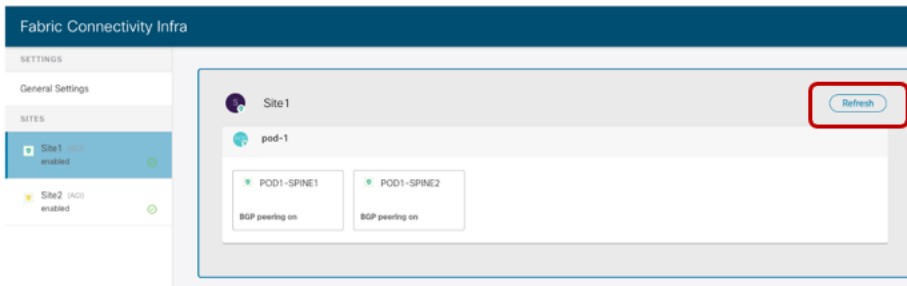 Fabric Connectivity Infra
SETTINGS
General Settings
SITES
Site1 (ACI)
enabled
Site2 (ACI)
enabled
S
Site1
Refresh
pod-1
POD1-SPINE1
BGP peering on
POD1-SPINE2
BGP peering on